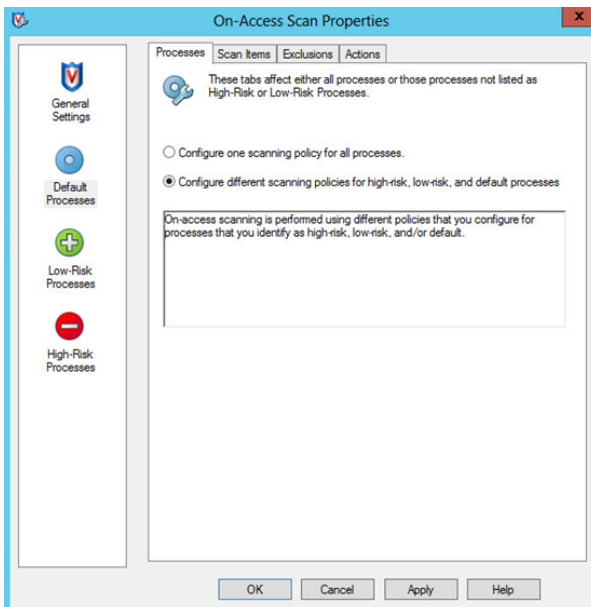 On-Access Scan Properties
x
General
Settings
Default
Processes
Low-Risk
Processes
High-Risk
Processes
Processes Scan Items Exclusions Actions
These tabs affect either all processes or those processes not listed as
High-Risk or Low-Risk Processes.
Configure one scanning policy for all processes.
Configure different scanning policies for high-risk, low-risk, and default processes
On-access scanning is performed using different policies that you configure for
processes that you identify as high-risk, low-risk, and/or default.
OK Cancel Apply Help